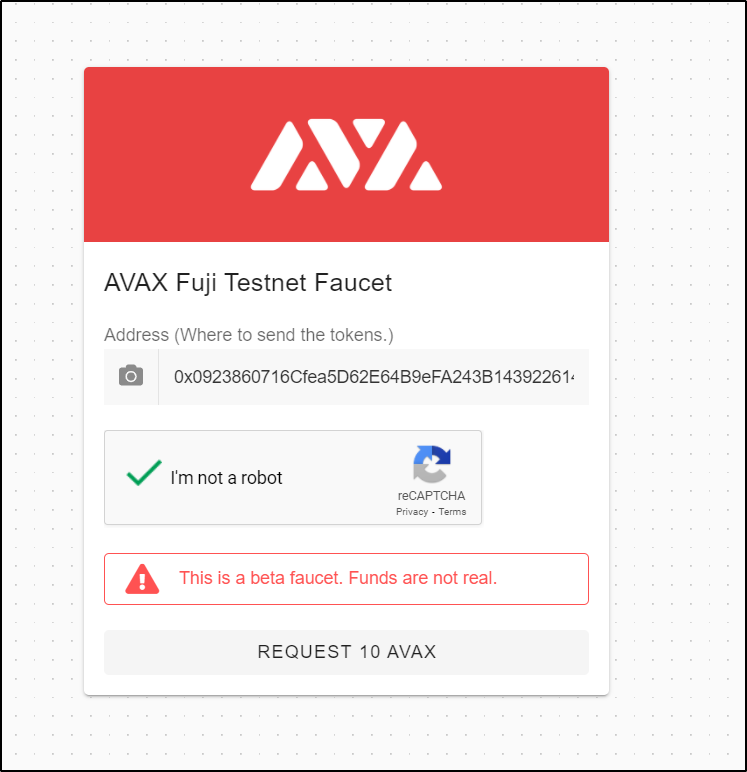 AVAX Fuji Testnet Faucet
Address (Where to send the tokens.)
0x0923860716Cfea5D62E64B9eFA243B14392261
I'm not a robot
reCAPTCHA
Privacy - Terms
This is a beta faucet. Funds are not real.
REQUEST 10 AVAX